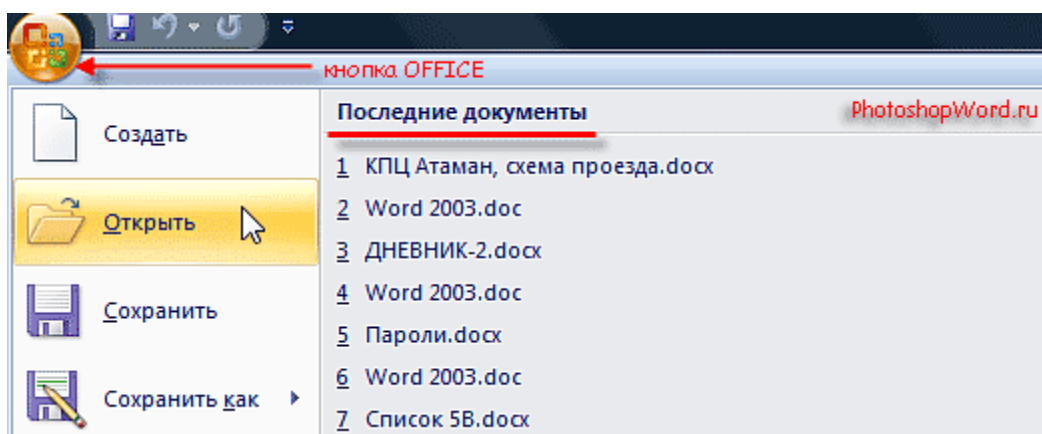 кнопка OFFICE
Создать
Открыть
Сохранить
Сохранить как
Последние документы
PhotoshopWord.ru
1 КПЦ Атаман, схема проезда.docx
2 Word 2003.doc
3 ДНЕВНИК-2.docx
4 Word 2003.doc
5 Пароли.docx
6 Word 2003.doc
7 Список 5В.docx